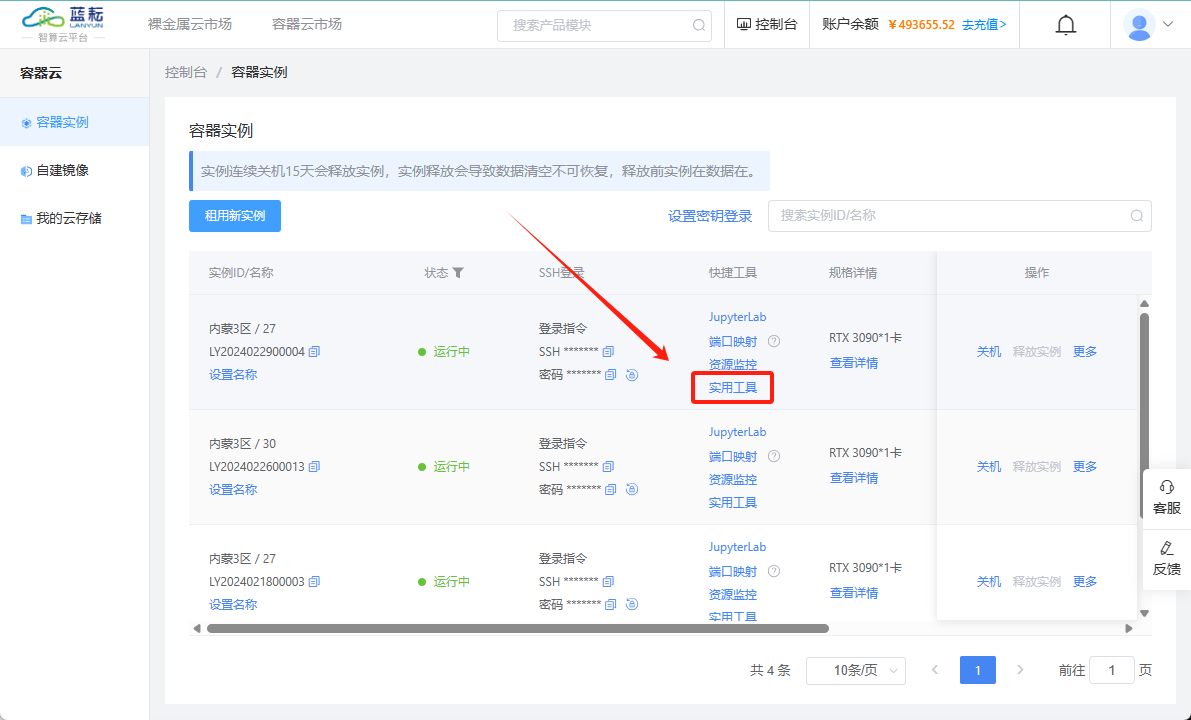 蓝耘
LANYUN
智算云平台
裸金属云市场
容器云市场
搜索产品模块
控制台
账户余额 ￥493655.52 去充值>
容器云
容器实例
自建镜像
我的云存储
控制台 / 容器实例
容器实例
实例连续关机15天会释放实例，实例释放会导致数据清空不可恢复，释放前实例在数据在。
租用新实例
设置密钥登录
搜索实例ID/名称
实例ID/名称 状态 SSH登录 快捷工具 规格详情 操作
内蒙3区 / 27
LY2024022900004
设置名称
运行中
登录指令
SSH *******
密码 *******
JupyterLab
端口映射
资源监控
实用工具
RTX 3090*1卡
查看详情
关机 释放实例 更多
内蒙3区 / 30
LY2024022600013
设置名称
运行中
登录指令
SSH *******
密码 *******
JupyterLab
端口映射
资源监控
实用工具
RTX 3090*1卡
查看详情
关机 释放实例 更多
内蒙3区 / 27
LY2024021800003
设置名称
运行中
登录指令
SSH *******
密码 *******
JupyterLab
端口映射
资源监控
实用工具
RTX 3090*1卡
查看详情
关机 释放实例 更多
客服
反馈
共 4 条 10条/页 < 1 > 前往 1 页